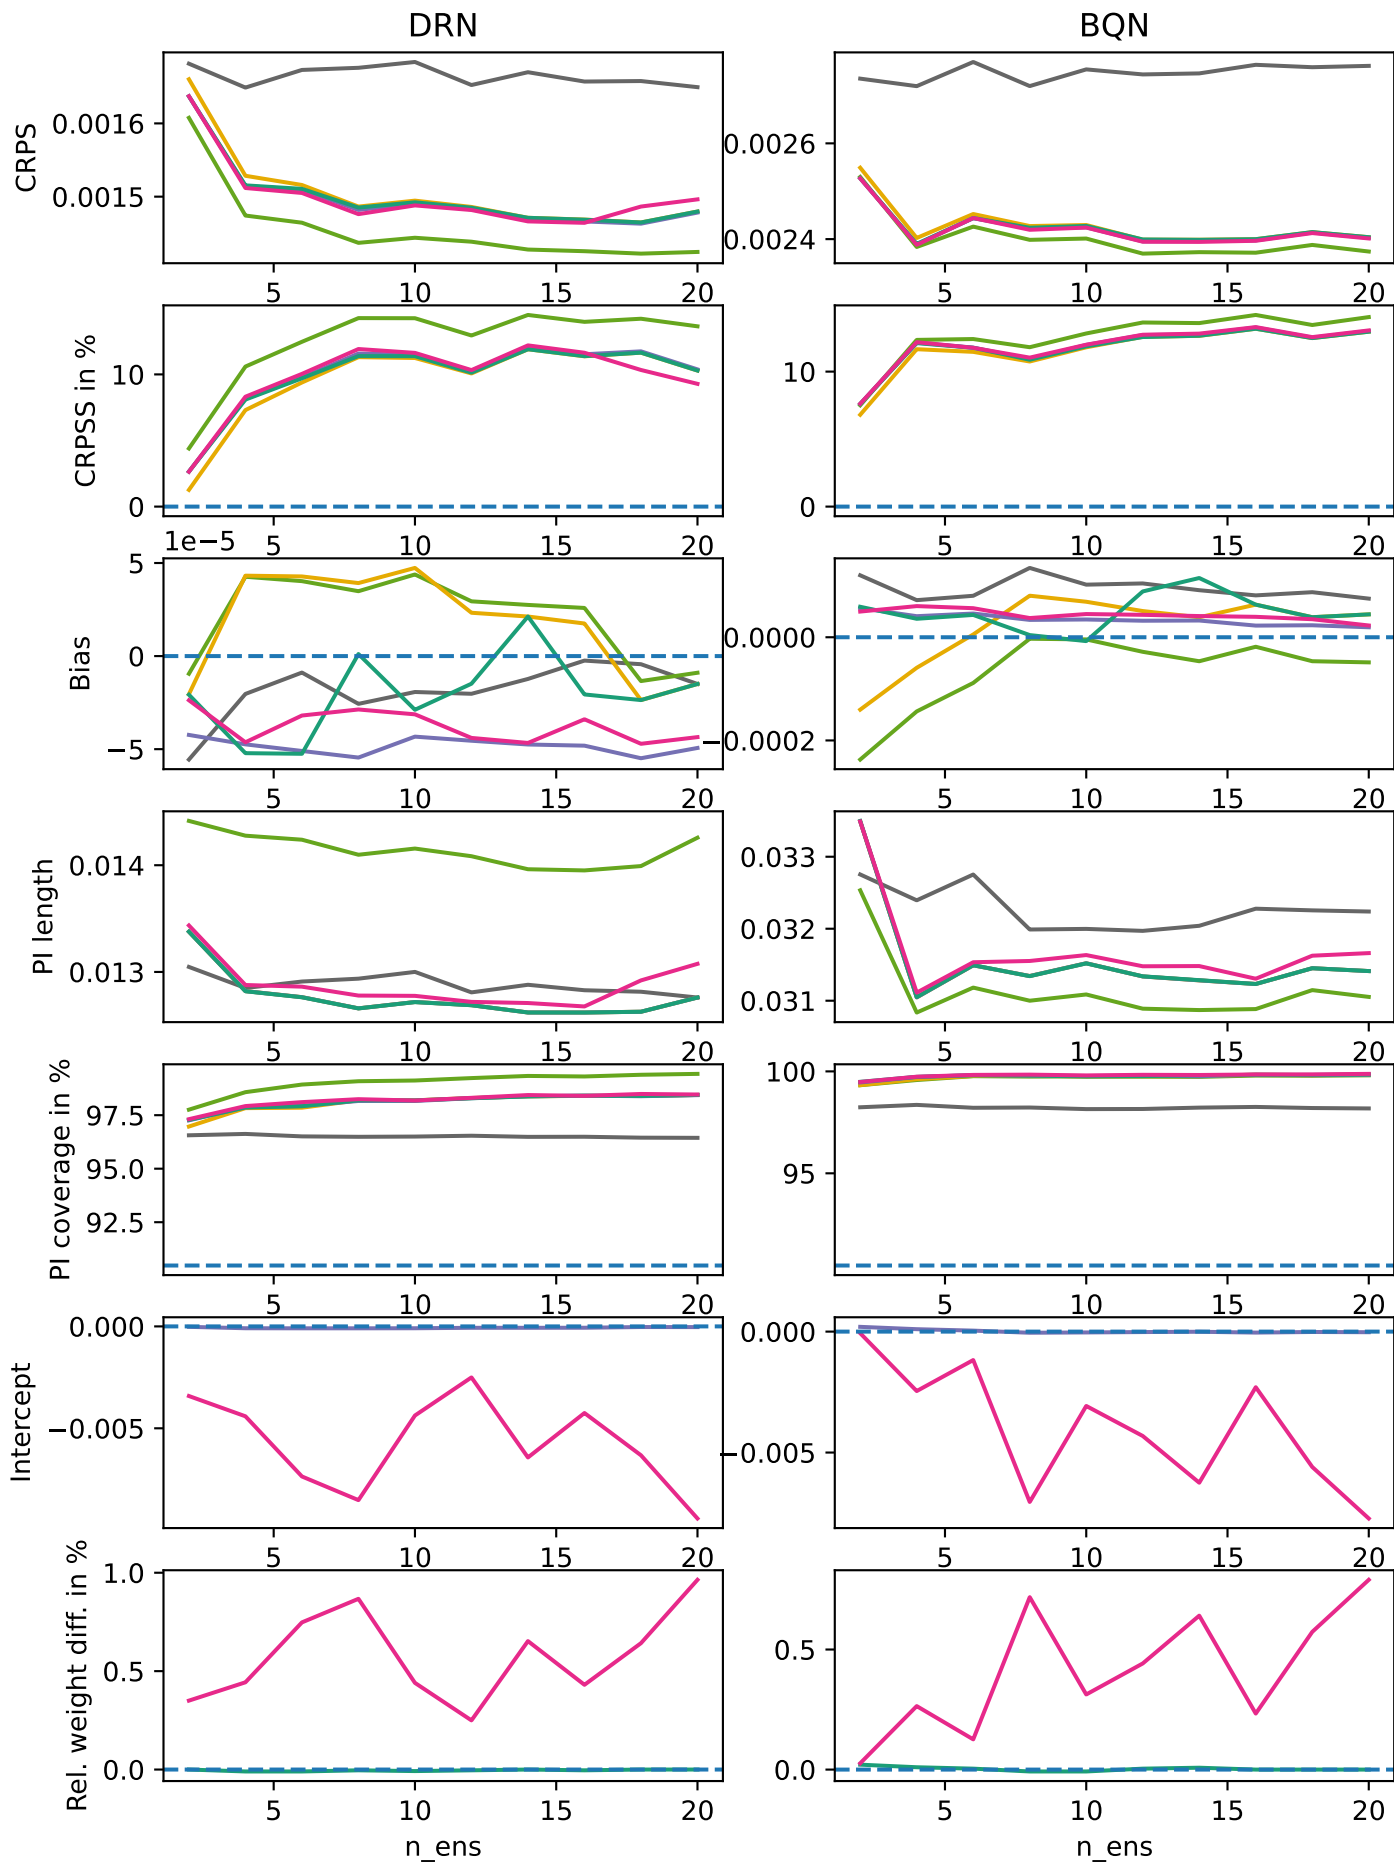 DRN
BQN
CRPS
0.0016
0.0015
5 10 15 20
0.0026
0.0024
5 10 15 20
CRPSS in %
10
0
5 10 15 20
10
0
5 10 15 20
1e−5
Bias
5
0
−5
5 10 15 20
0.0000
−0.0002
5 10 15 20
PI length
0.014
0.013
5 10 15 20
0.033
0.032
0.031
5 10 15 20
PI coverage in %
97.5
95.0
92.5
5 10 15 20
100
95
5 10 15 20
Intercept
0.000
−0.005
5 10 15 20
0.000
−0.005
5 10 15 20
Rel. weight diff. in %
1.0
0.5
0.0
5 10 15 20
n_ens
0.5
0.0
5 10 15 20
n_ens